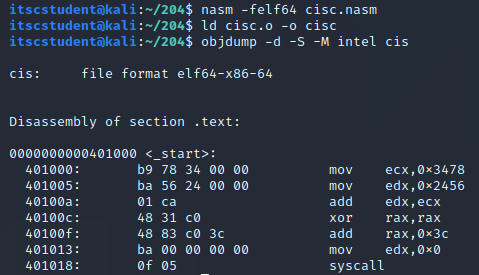 itscstudent@kali:~/204$ nasm -felf64 cisc.nasm
itscstudent@kali:~/204$ ld cisc.o -o cisc
itscstudent@kali:~/204$ objdump -d -S -M intel cis
cis:     file format elf64-x86-64
Disassembly of section .text:
0000000000401000 <_start>:
401000:       b9 78 34 00 00          mov    ecx,0x3478
401005:       ba 56 24 00 00          mov    edx,0x2456
40100a:       01 ca                   add    edx,ecx
40100c:       48 31 c0                xor    rax,rax
40100f:       48 83 c0 3c             add    rax,0x3c
401013:       ba 00 00 00 00          mov    edx,0x0
401018:       0f 05                   syscall